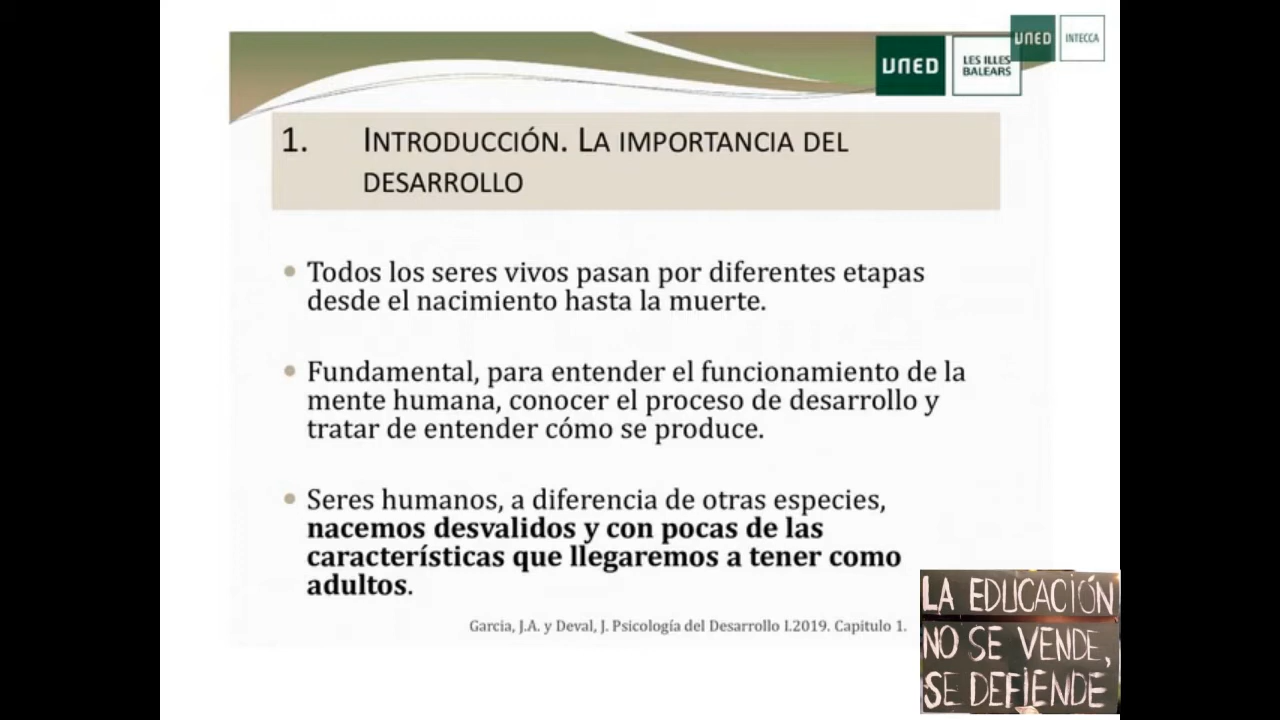 UNED
INTECCA
UNED
LES ILLES
BALEARS
1. INTRODUCCIÓN. LA IMPORTANCIA DEL
DESARROLLO
• Todos los seres vivos pasan por diferentes etapas
desde el nacimiento hasta la muerte.
• Fundamental, para entender el funcionamiento de la
mente humana, conocer el proceso de desarrollo y
tratar de entender cómo se produce.
• Seres humanos, a diferencia de otras especies,
nacemos desvalidos y con pocas de las
características que llegaremos a tener como
adultos.
Garcia, J.A. y Deval, J. Psicología del Desarrollo I.2019. Capitulo 1.
LA EDUCACIÓN
NO SE VENDE,
SE DEFIENDE